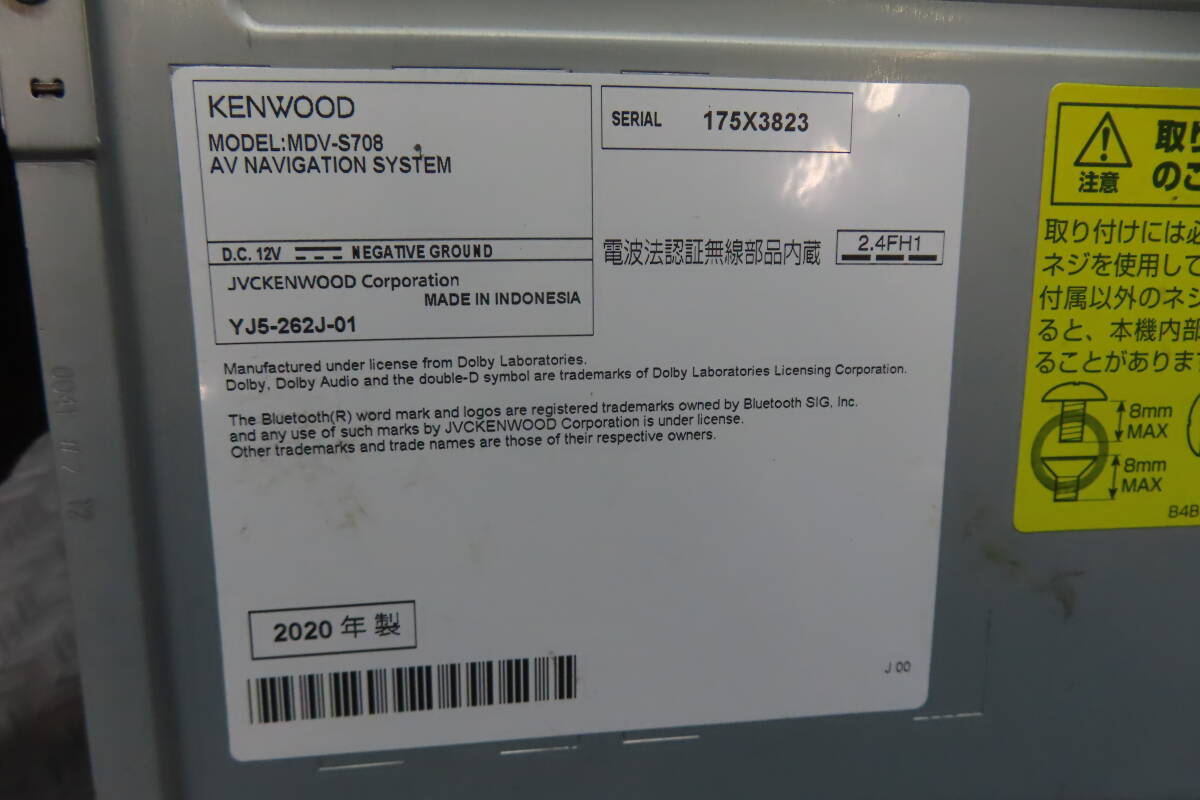 KENWOOD
MODEL:MDV-S708
AV NAVIGATION SYSTEM
D.C. 12V NEGATIVE GROUND
JVCKENWOOD Corporation
MADE IN INDONESIA
YJ5-262J-01
SERIAL 175X3823
電波法認証無線部品内蔵 2.4FH1
Manufactured under license from Dolby Laboratories.
Dolby, Dolby Audio and the double-D symbol are trademarks of Dolby Laboratories Licensing Corporation.
The Bluetooth(R) word mark and logos are registered trademarks owned by Bluetooth SIG, Inc.
and any use of such marks by JVCKENWOOD Corporation is under license.
Other trademarks and trade names are those of their respective owners.
2020 年 製
J 00
注意
取り
のご
取り付けには必
ネジを使用して
付属以外のネジ
ると、本機内部
ることがありま
8mm
MAX
8mm
MAX
B4B